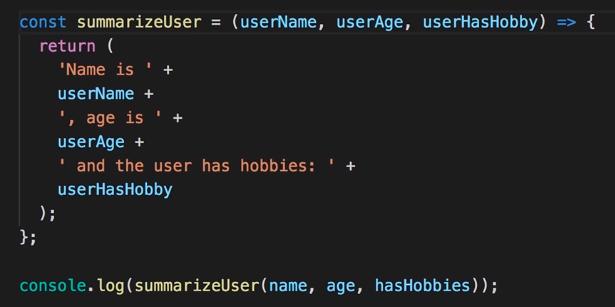 const summarizeUser = (userName, userAge, userHasHobby) => {
  return (
    'Name is ' +
    userName +
    ', age is ' +
    userAge +
    ' and the user has hobbies: ' +
    userHasHobby
  );
};

console.log(summarizeUser(name, age, hasHobbies));